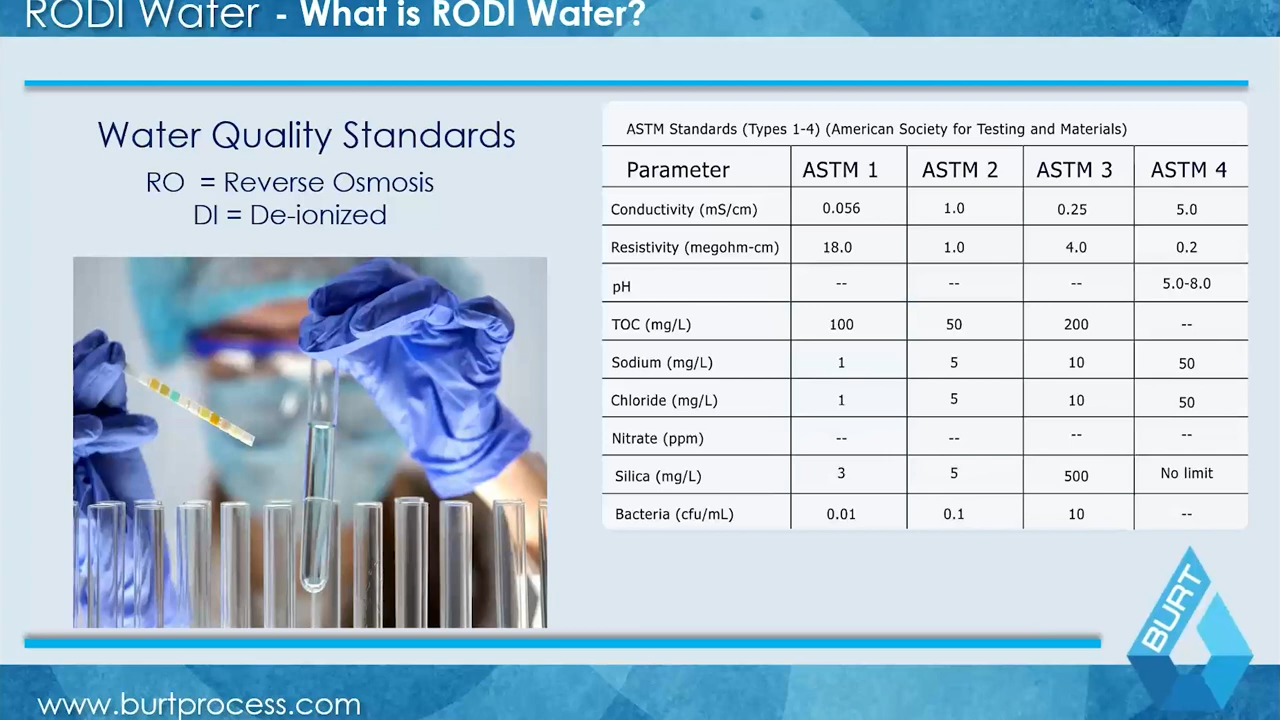 RODI Water - What is RODI Water?
Water Quality Standards
RO = Reverse Osmosis
DI = De-ionized
ASTM Standards (Types 1-4) (American Society for Testing and Materials)
Parameter ASTM 1 ASTM 2 ASTM 3 ASTM 4
Conductivity (mS/cm) 0.056 1.0 0.25 5.0
Resistivity (megohm-cm) 18.0 1.0 4.0 0.2
pH -- -- -- 5.0-8.0
TOC (mg/L) 100 50 200 --
Sodium (mg/L) 1 5 10 50
Chloride (mg/L) 1 5 10 50
Nitrate (ppm) -- -- -- --
Silica (mg/L) 3 5 500 No limit
Bacteria (cfu/mL) 0.01 0.1 10 --
BURT
www.burtprocess.com